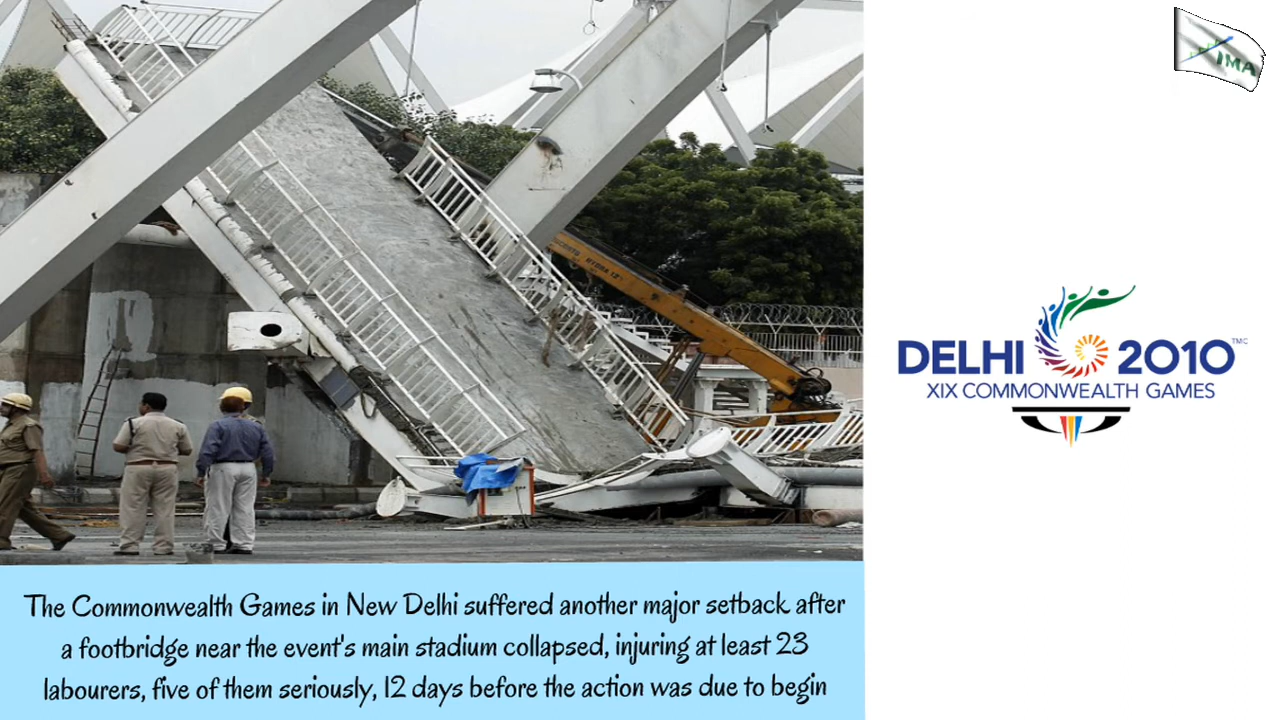 IMA
DELHI 2010 TMC
XIX COMMONWEALTH GAMES
The Commonwealth Games in New Delhi suffered another major setback after
a footbridge near the event's main stadium collapsed, injuring at least 23
labourers, five of them seriously, 12 days before the action was due to begin